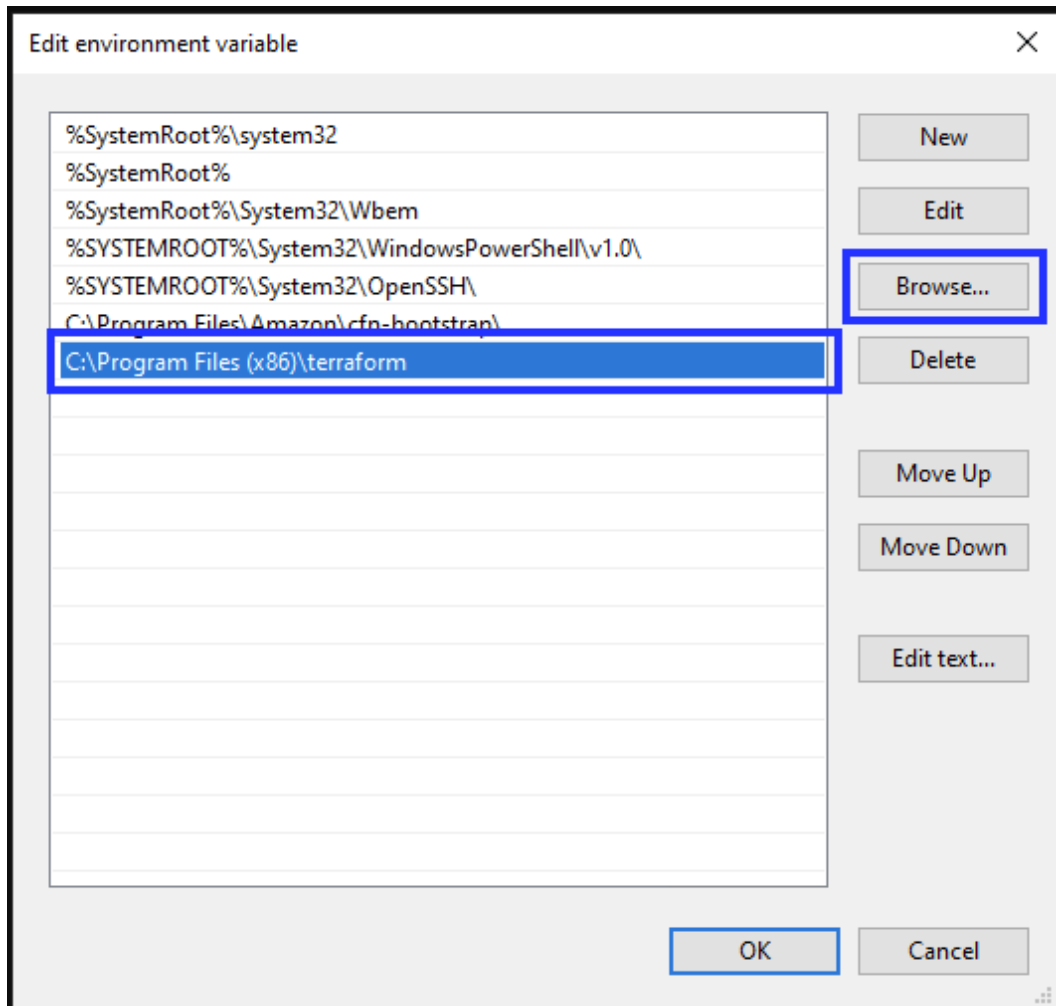 Edit environment variable
%SystemRoot%\system32
%SystemRoot%
%SystemRoot%\System32\Wbem
%SYSTEMROOT%\System32\WindowsPowerShell\v1.0\
%SYSTEMROOT%\System32\OpenSSH\
C:\Program Files\Amazon\cfn-bootstrap\
C:\Program Files (x86)\terraform
New
Edit
Browse...
Delete
Move Up
Move Down
Edit text...
OK
Cancel